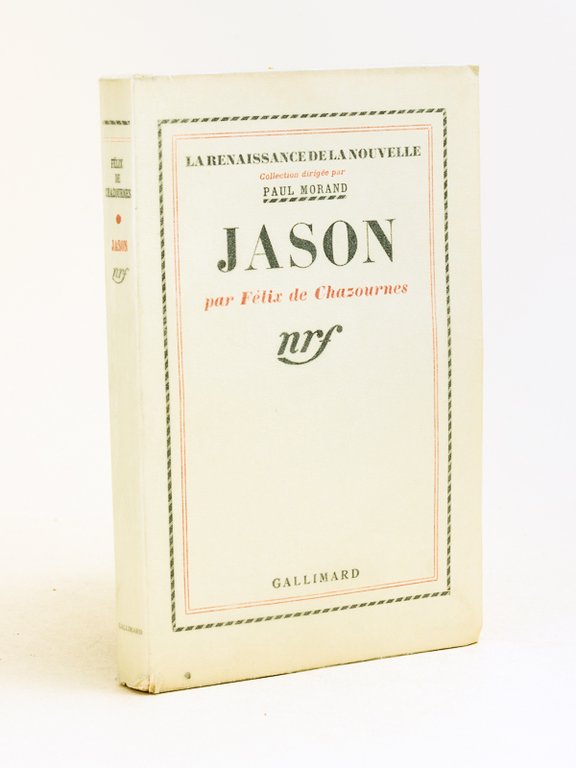 FÉLIX
DE
CHAZOURNES
JASON
nrf
GALLIMARD
LA RENAISSANCE DE LA NOUVELLE
Collection dirigée par
PAUL MORAND
JASON
par Félix de Chazournes
nrf
GALLIMARD